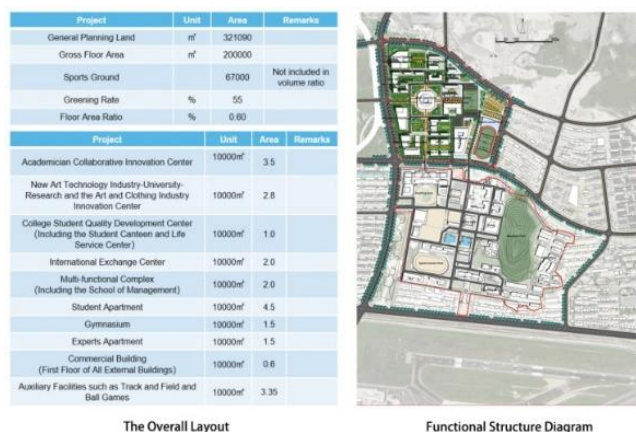 Project Unit Area Remarks
General Planning Land ㎡ 321090
Gross Floor Area ㎡ 200000
Sports Ground 67000 Not included in
volume ratio
Greening Rate % 55
Floor Area Ratio % 0.60
Project Unit Area Remarks
Academician Collaborative Innovation Center 10000㎡ 3.5
New Art Technology Industry-University-
Research and the Art and Clothing Industry
Innovation Center 10000㎡ 2.8
College Student Quality Development Center
(Including the Student Canteen and Life
Service Center) 10000㎡ 1.0
International Exchange Center 10000㎡ 2.0
Multi-functional Complex
(Including the School of Management) 10000㎡ 2.0
Student Apartment 10000㎡ 4.5
Gymnasium 10000㎡ 1.5
Experts Apartment 10000㎡ 1.5
Commercial Building
(First Floor of All External Buildings) 10000㎡ 0.6
Auxiliary Facilities such as Track and Field and
Ball Games 10000㎡ 3.35
The Overall Layout
Functional Structure Diagram